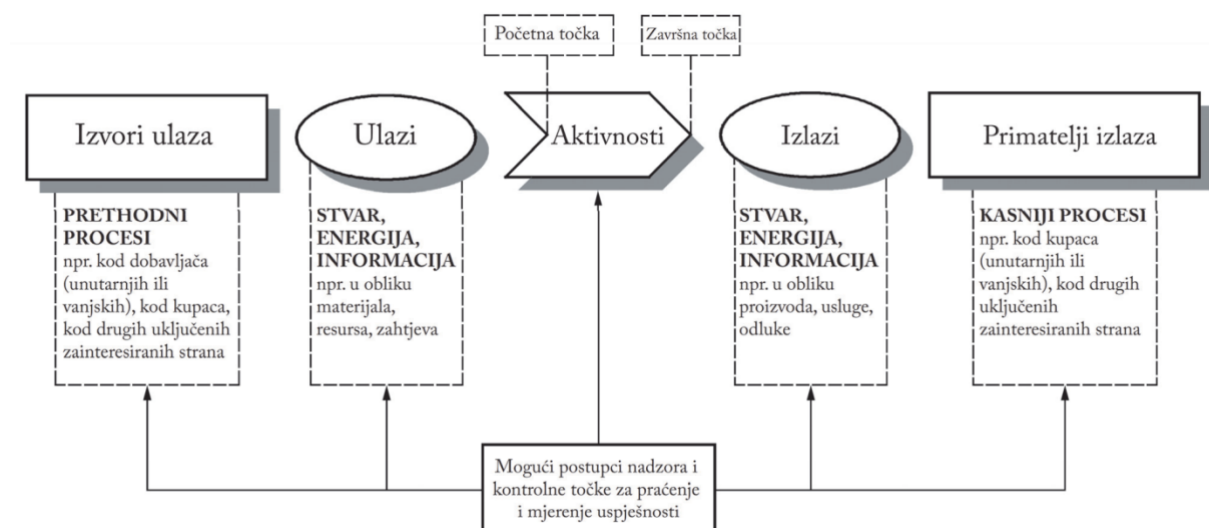 Početna točka
Završna točka
Izvori ulaza
Ulazi
Aktivnosti
Izlazi
Primatelji izlaza
PRETHODNI
PROCESI
npr. kod dobavljača
(unutarnjih ili
vanjskih), kod kupaca,
kod drugih uključenih
zainteresiranih strana
STVAR,
ENERGIJA,
INFORMACIJA
npr. u obliku
materijala,
resursa, zahtjeva
STVAR,
ENERGIJA,
INFORMACIJA
npr. u obliku
proizvoda, usluge,
odluke
KASNIJI PROCESI
npr. kod kupaca
(unutarnjih ili
vanjskih), kod drugih
uključenih
zainteresiranih strana
Mogući postupci nadzora i
kontrolne točke za praćenje
i mjerenje uspješnosti